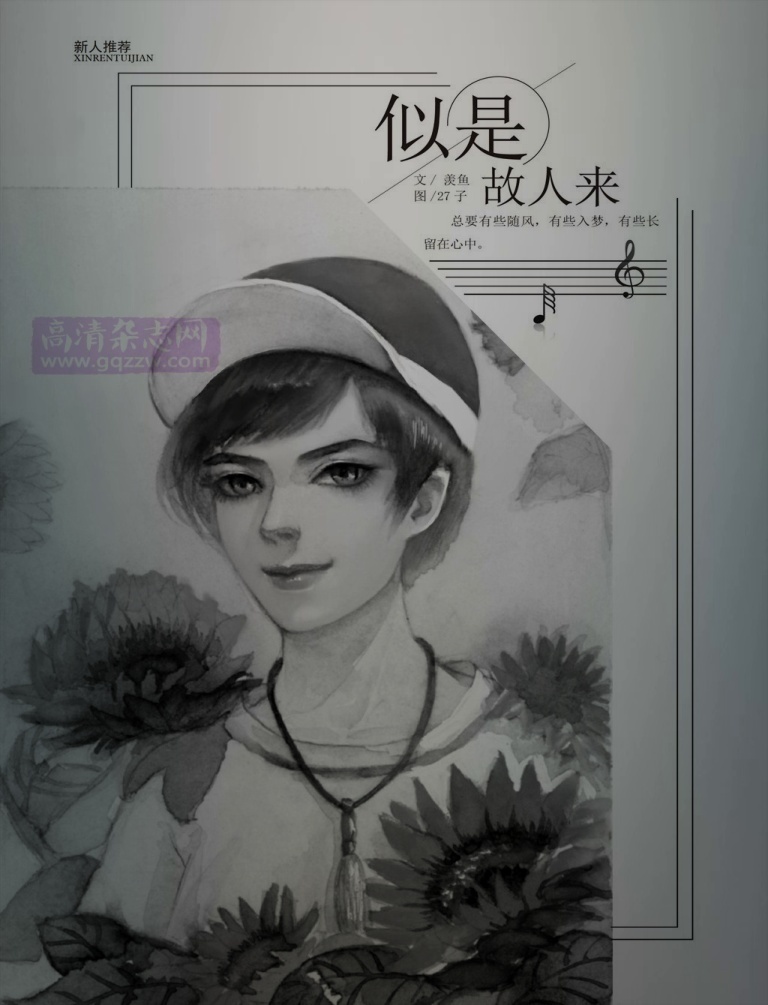 新人推荐
XINRENTUIJIAN
似是
故人来
文/ 羡鱼
图/27子
总要有些随风，有些入梦，有些长
留在心中。
高清杂志网
www.gqzzw.com